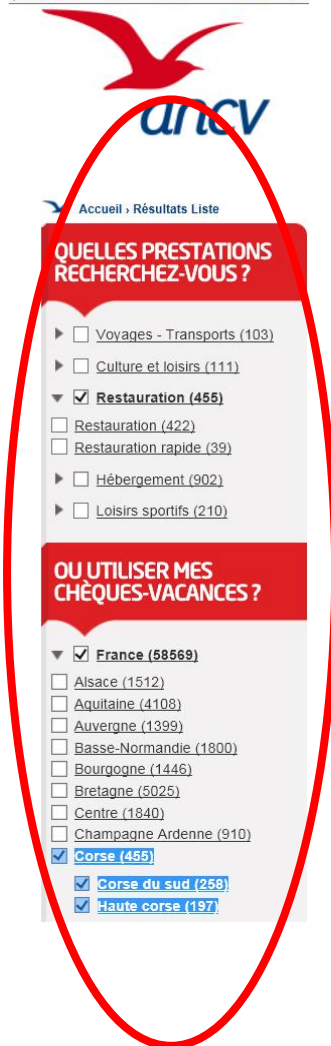 ancv
Accueil › Résultats Liste
QUELLES PRESTATIONS
RECHERCHEZ-VOUS ?
Voyages - Transports (103)
Culture et loisirs (111)
Restauration (455)
Restauration (422)
Restauration rapide (39)
Hébergement (902)
Loisirs sportifs (210)
OU UTILISER MES
CHÈQUES-VACANCES ?
France (58569)
Alsace (1512)
Aquitaine (4108)
Auvergne (1399)
Basse-Normandie (1800)
Bourgogne (1446)
Bretagne (5025)
Centre (1840)
Champagne Ardenne (910)
Corse (455)
Corse du sud (258)
Haute corse (197)